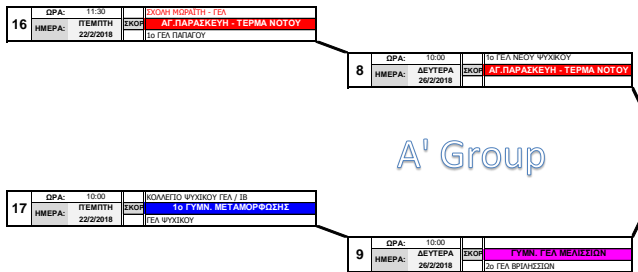 16 ΩΡΑ: 11:30 ΣΧΟΛΗ ΜΩΡΑΪΤΗ - ΓΕΛ
ΗΜΕΡΑ: ΠΕΜΠΤΗ 22/2/2018 ΣΚΟΡ ΑΓ.ΠΑΡΑΣΚΕΥΗ - ΤΕΡΜΑ ΝΟΤΟΥ
1ο ΓΕΛ ΠΑΠΑΓΟΥ
8 ΩΡΑ: 10:00 1ο ΓΕΛ ΝΕΟΥ ΨΥΧΙΚΟΥ
ΗΜΕΡΑ: ΔΕΥΤΕΡΑ 26/2/2018 ΣΚΟΡ ΑΓ.ΠΑΡΑΣΚΕΥΗ - ΤΕΡΜΑ ΝΟΤΟΥ
A' Group
17 ΩΡΑ: 10:00 ΚΟΛΛΕΓΙΟ ΨΥΧΙΚΟΥ ΓΕΛ / ΙΒ
ΗΜΕΡΑ: ΠΕΜΠΤΗ 22/2/2018 ΣΚΟΡ 1ο ΓΥΜΝ. ΜΕΤΑΜΟΡΦΩΣΗΣ
ΓΕΛ ΨΥΧΙΚΟΥ
9 ΩΡΑ: 10:00
ΗΜΕΡΑ: ΔΕΥΤΕΡΑ 26/2/2018 ΣΚΟΡ ΓΥΜΝ. ΓΕΛ ΜΕΛΙΣΣΙΩΝ
2ο ΓΕΛ ΒΡΙΛΗΣΣΙΩΝ